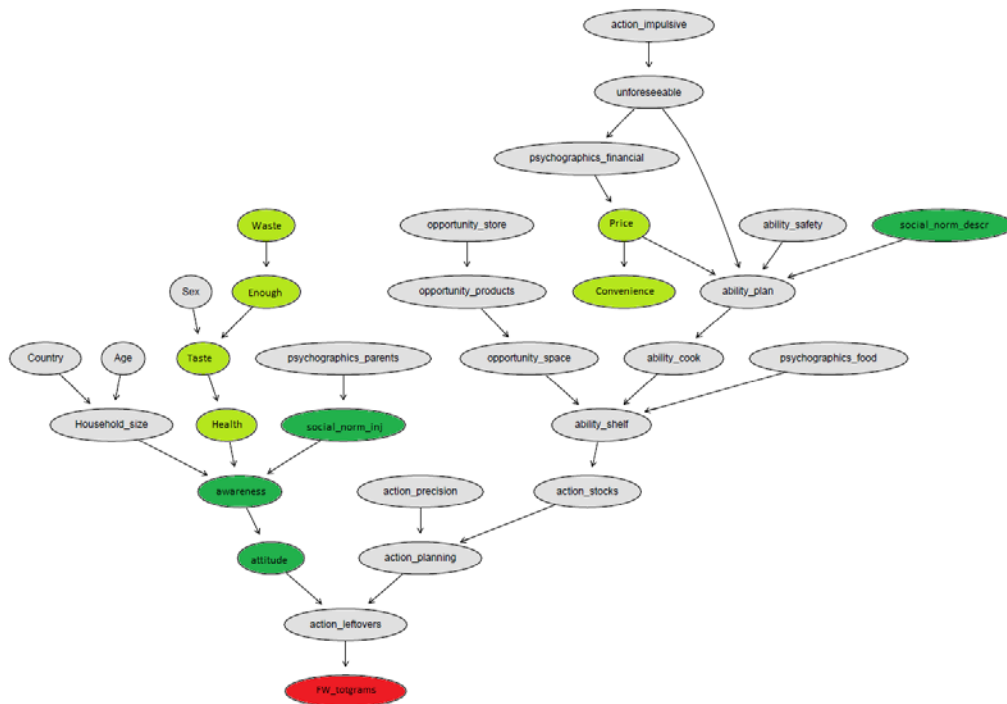 action_impulsive
unforeseeable
psychographics_financial
Waste
opportunity_store
Price
ability_safety
social_norm_descr
Sex
Enough
opportunity_products
Convenience
ability_plan
Country
Age
Taste
psychographics_parents
opportunity_space
ability_cook
psychographics_food
Household_size
Health
social_norm_inj
ability_shelf
awareness
action_precision
action_stocks
attitude
action_planning
action_leftovers
FW_totgrams